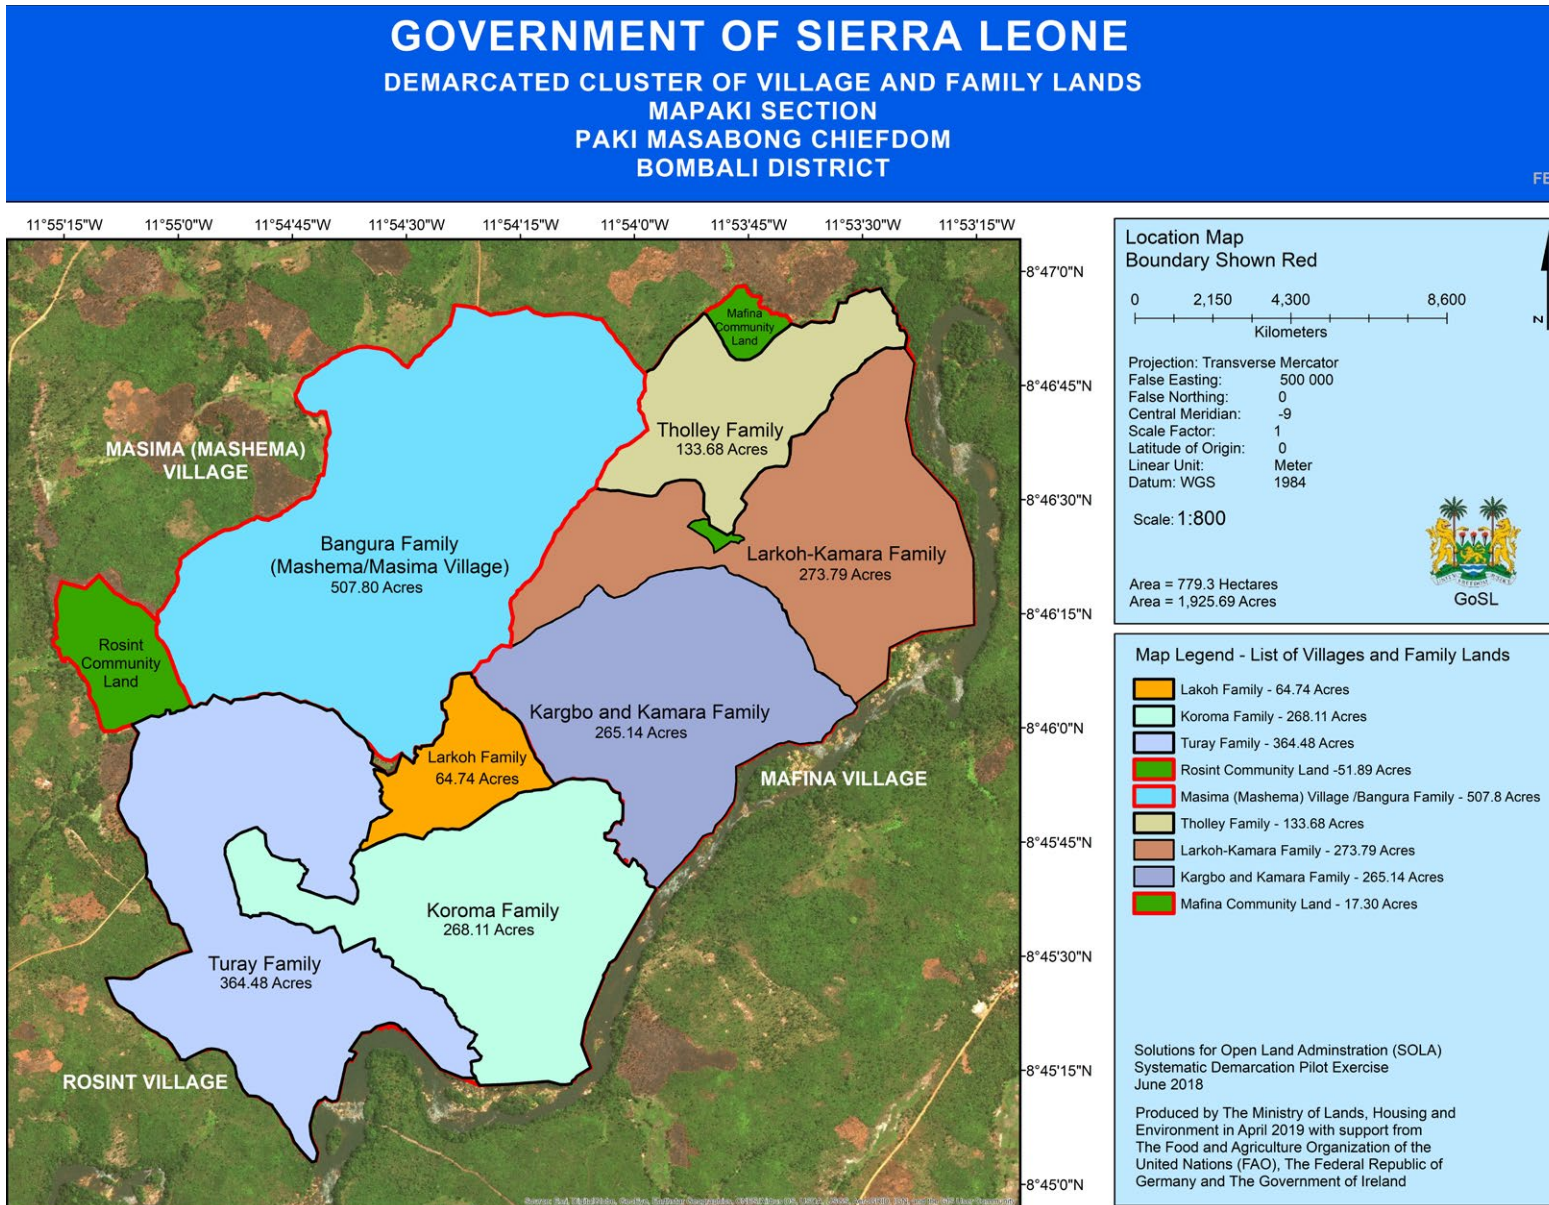 GOVERNMENT OF SIERRA LEONE
DEMARCATED CLUSTER OF VILLAGE AND FAMILY LANDS
MAPAKI SECTION
PAKI MASABONG CHIEFDOM
BOMBALI DISTRICT
FE
11°55'15"W 11°55'0"W 11°54'45"W 11°54'30"W 11°54'15"W 11°54'0"W 11°53'45"W 11°53'30"W 11°53'15"W
8°47'0"N
8°46'45"N
8°46'30"N
8°46'15"N
8°46'0"N
8°45'45"N
8°45'30"N
8°45'15"N
8°45'0"N
Mafina
Community
Land
Tholley Family
133.68 Acres
MASIMA (MASHEMA)
VILLAGE
Bangura Family
(Mashema/Masima Village)
507.80 Acres
Larkoh-Kamara Family
273.79 Acres
Rosint
Community
Land
Kargbo and Kamara Family
265.14 Acres
Larkoh Family
64.74 Acres
MAFINA VILLAGE
Koroma Family
268.11 Acres
Turay Family
364.48 Acres
ROSINT VILLAGE
Location Map
Boundary Shown Red
0 2,150 4,300 8,600
Kilometers
Z
Projection: Transverse Mercator
False Easting: 500 000
False Northing: 0
Central Meridian: -9
Scale Factor: 1
Latitude of Origin: 0
Linear Unit: Meter
Datum: WGS 1984
Scale: 1:800
Area = 779.3 Hectares
Area = 1,925.69 Acres
GoSL
Map Legend - List of Villages and Family Lands
Lakoh Family - 64.74 Acres
Koroma Family - 268.11 Acres
Turay Family - 364.48 Acres
Rosint Community Land -51.89 Acres
Masima (Mashema) Village /Bangura Family - 507.8 Acres
Tholley Family - 133.68 Acres
Larkoh-Kamara Family - 273.79 Acres
Kargbo and Kamara Family - 265.14 Acres
Mafina Community Land - 17.30 Acres
Solutions for Open Land Adminstration (SOLA)
Systematic Demarcation Pilot Exercise
June 2018
Produced by The Ministry of Lands, Housing and
Environment in April 2019 with support from
The Food and Agriculture Organization of the
United Nations (FAO), The Federal Republic of
Germany and The Government of Ireland